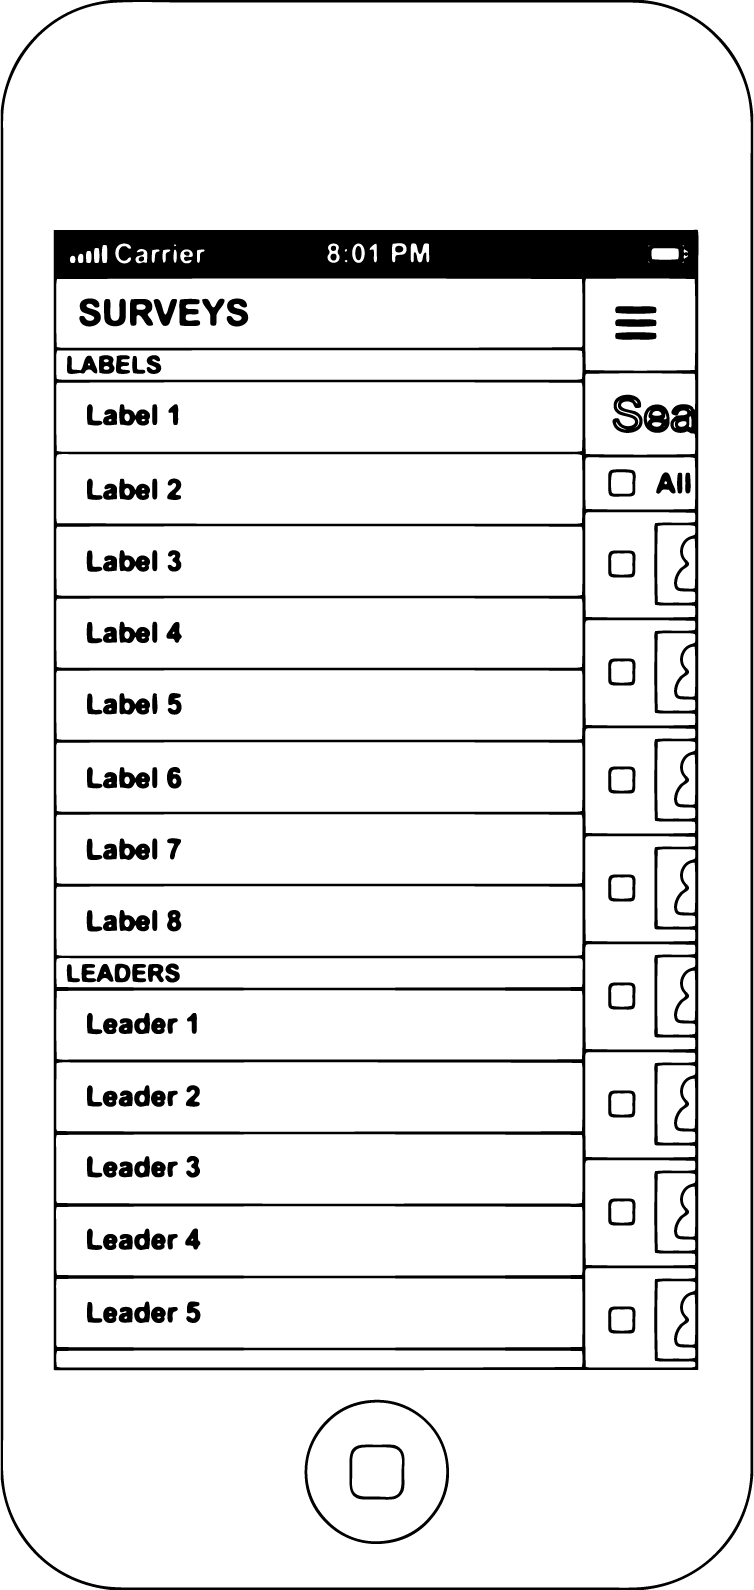 Carrier 8:01 PM
SURVEYS
LABELS
Label 1
Label 2
Label 3
Label 4
Label 5
Label 6
Label 7
Label 8
LEADERS
Leader 1
Leader 2
Leader 3
Leader 4
Leader 5
Sea
All